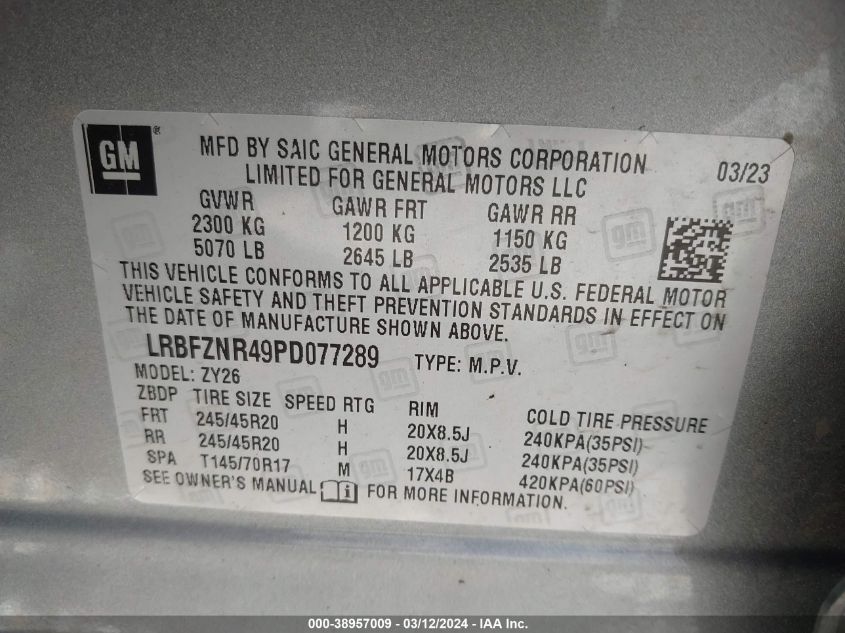 GM
MFD BY SAIC GENERAL MOTORS CORPORATION 03/23
LIMITED FOR GENERAL MOTORS LLC
GVWR GAWR FRT GAWR RR
2300 KG 1200 KG 1150 KG
5070 LB 2645 LB 2535 LB
THIS VEHICLE CONFORMS TO ALL APPLICABLE U.S. FEDERAL MOTOR
VEHICLE SAFETY AND THEFT PREVENTION STANDARDS IN EFFECT ON
THE DATE OF MANUFACTURE SHOWN ABOVE.
LRBFZNR49PD077289 TYPE: M.P.V.
MODEL: ZY26
ZBDP TIRE SIZE SPEED RTG RIM COLD TIRE PRESSURE
FRT 245/45R20 H 20X8.5J 240KPA(35PSI)
RR 245/45R20 H 20X8.5J 240KPA(35PSI)
SPA T145/70R17 M 17X4B 420KPA(60PSI)
SEE OWNER'S MANUAL i FOR MORE INFORMATION.
000-38957009 - 03/12/2024 - IAA Inc.